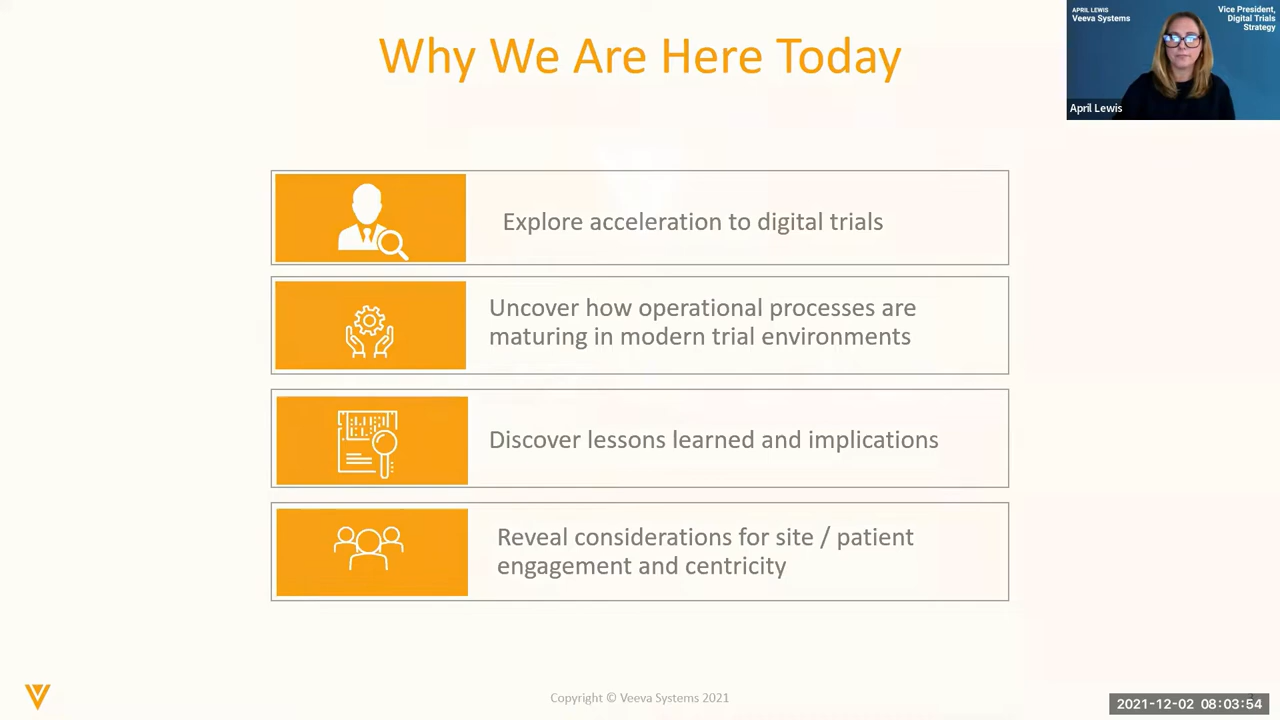 Why We Are Here Today
APRIL LEWIS
Veeva Systems
Vice President,
Digital Trials
Strategy
April Lewis
Explore acceleration to digital trials
Uncover how operational processes are
maturing in modern trial environments
Discover lessons learned and implications
Reveal considerations for site / patient
engagement and centricity
Copyright © Veeva Systems 2021
2021-12-02 08:03:54